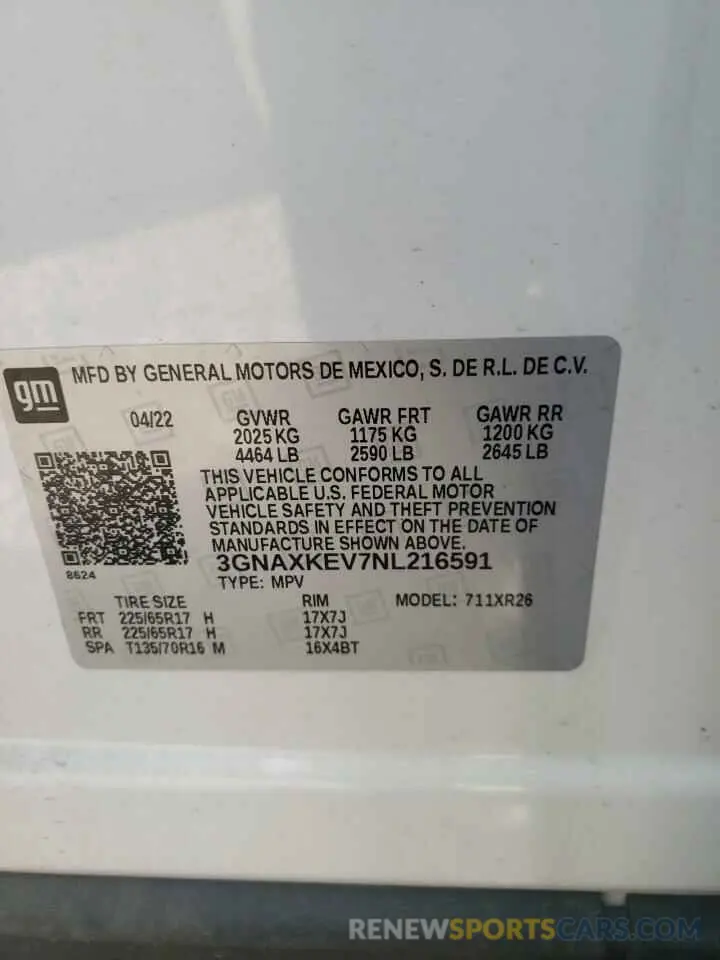 gm MFD BY GENERAL MOTORS DE MEXICO, S. DE R.L. DE C.V.
04/22 GVWR GAWR FRT GAWR RR
2025 KG 1175 KG 1200 KG
4464 LB 2590 LB 2645 LB
THIS VEHICLE CONFORMS TO ALL
APPLICABLE U.S. FEDERAL MOTOR
VEHICLE SAFETY AND THEFT PREVENTION
STANDARDS IN EFFECT ON THE DATE OF
MANUFACTURE SHOWN ABOVE.
8624 3GNAXKEV7NL216591
TYPE: MPV
TIRE SIZE RIM MODEL: 711XR26
FRT 225/65R17 H 17X7J
RR 225/65R17 H 17X7J
SPA T135/70R16 M 16X4BT
RENEWSPORTSCARS.COM